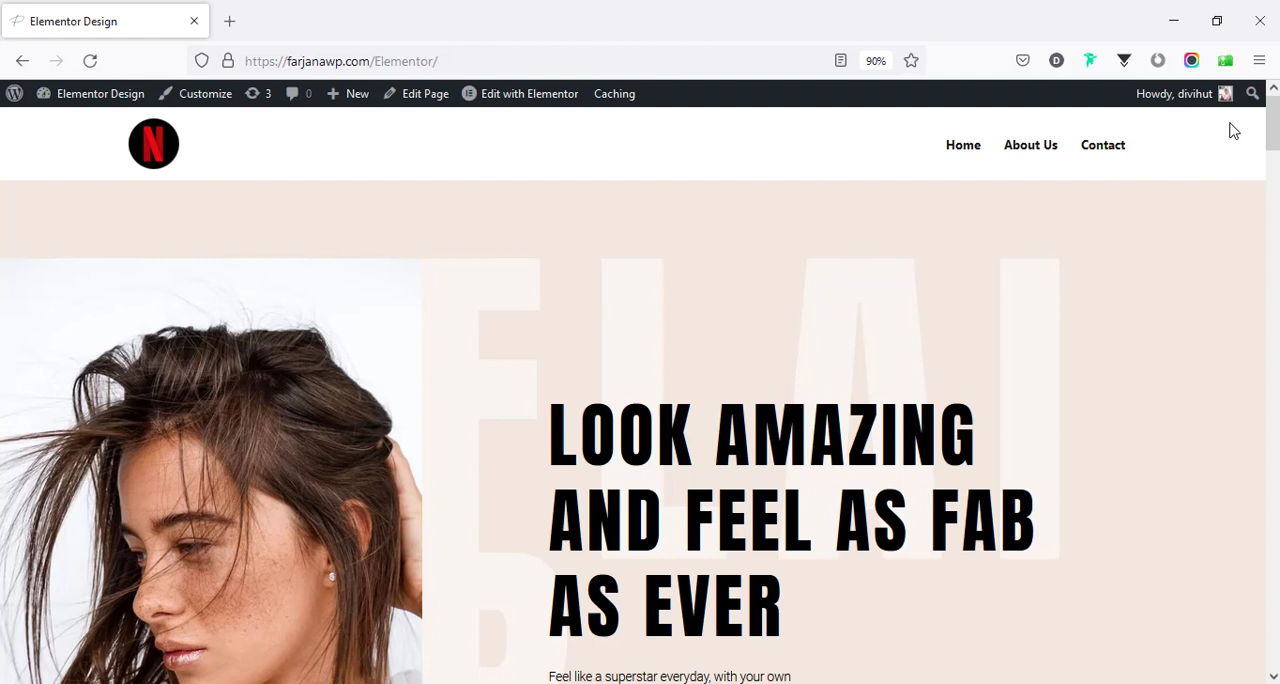 Elementor Design
https://farjanawp.com/Elementor/
90%
D
Elementor Design
Customize
3
0
New
Edit Page
Edit with Elementor
Caching
Howdy, divihut
N
Home
About Us
Contact
FLAI
R
LOOK AMAZING
AND FEEL AS FAB
AS EVER
Feel like a superstar everyday, with your own